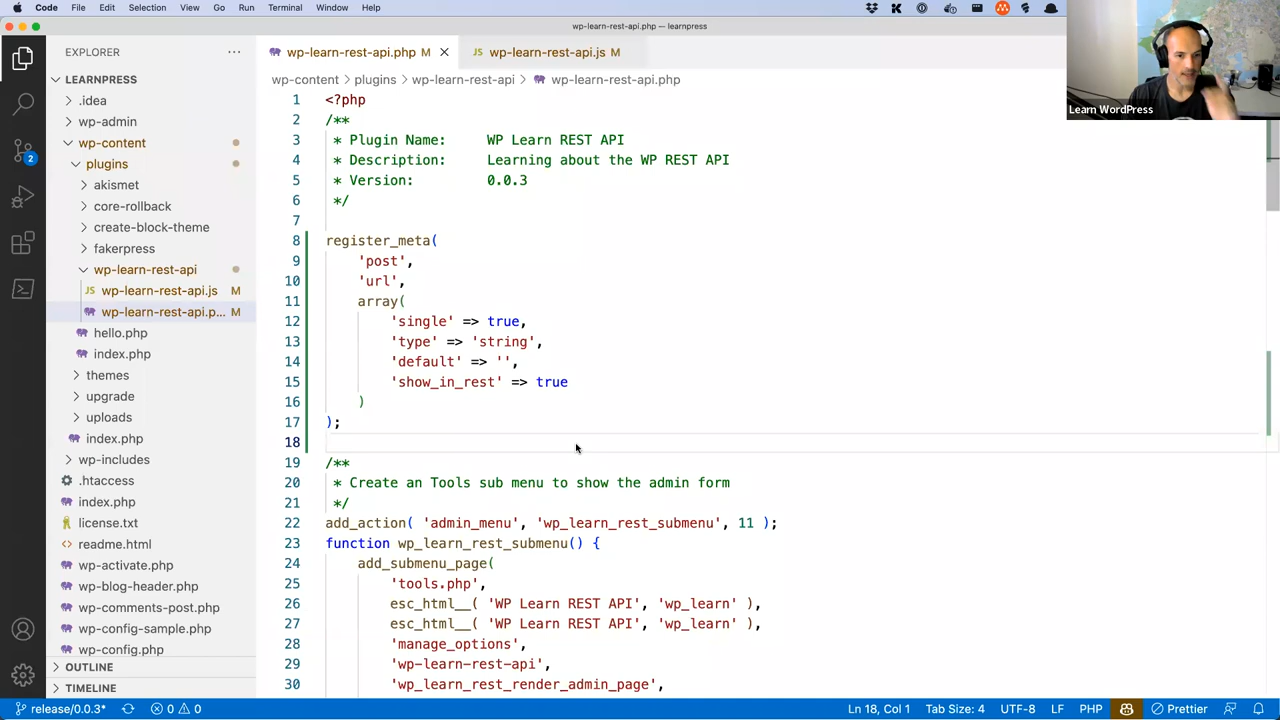 Code File Edit Selection View Go Run Terminal Window Help
wp-learn-rest-api.php — learnpress
EXPLORER
wp-learn-rest-api.php M
JS wp-learn-rest-api.js M
Learn WordPress
LEARNPRESS
wp-content > plugins > wp-learn-rest-api > wp-learn-rest-api.php
.idea
wp-admin
wp-content
plugins
akismet
core-rollback
create-block-theme
fakerpress
wp-learn-rest-api
JS wp-learn-rest-api.js M
wp-learn-rest-api.p... M
hello.php
index.php
themes
upgrade
uploads
index.php
wp-includes
.htaccess
index.php
license.txt
readme.html
wp-activate.php
wp-blog-header.php
wp-comments-post.php
wp-config-sample.php
wp-config.php
OUTLINE
TIMELINE
2
1 <?php
2 /**
3 * Plugin Name: WP Learn REST API
4 * Description: Learning about the WP REST API
5 * Version: 0.0.3
6 */
7
8 register_meta(
9 'post',
10 'url',
11 array(
12 'single' => true,
13 'type' => 'string',
14 'default' => '',
15 'show_in_rest' => true
16 )
17 );
18
19 /**
20 * Create an Tools sub menu to show the admin form
21 */
22 add_action( 'admin_menu', 'wp_learn_rest_submenu', 11 );
23 function wp_learn_rest_submenu() {
24 add_submenu_page(
25 'tools.php',
26 esc_html__( 'WP Learn REST API', 'wp_learn' ),
27 esc_html__( 'WP Learn REST API', 'wp_learn' ),
28 'manage_options',
29 'wp-learn-rest-api',
30 'wp_learn_rest_render_admin_page',
release/0.0.3* 0 0 Ln 18, Col 1 Tab Size: 4 UTF-8 LF PHP Prettier